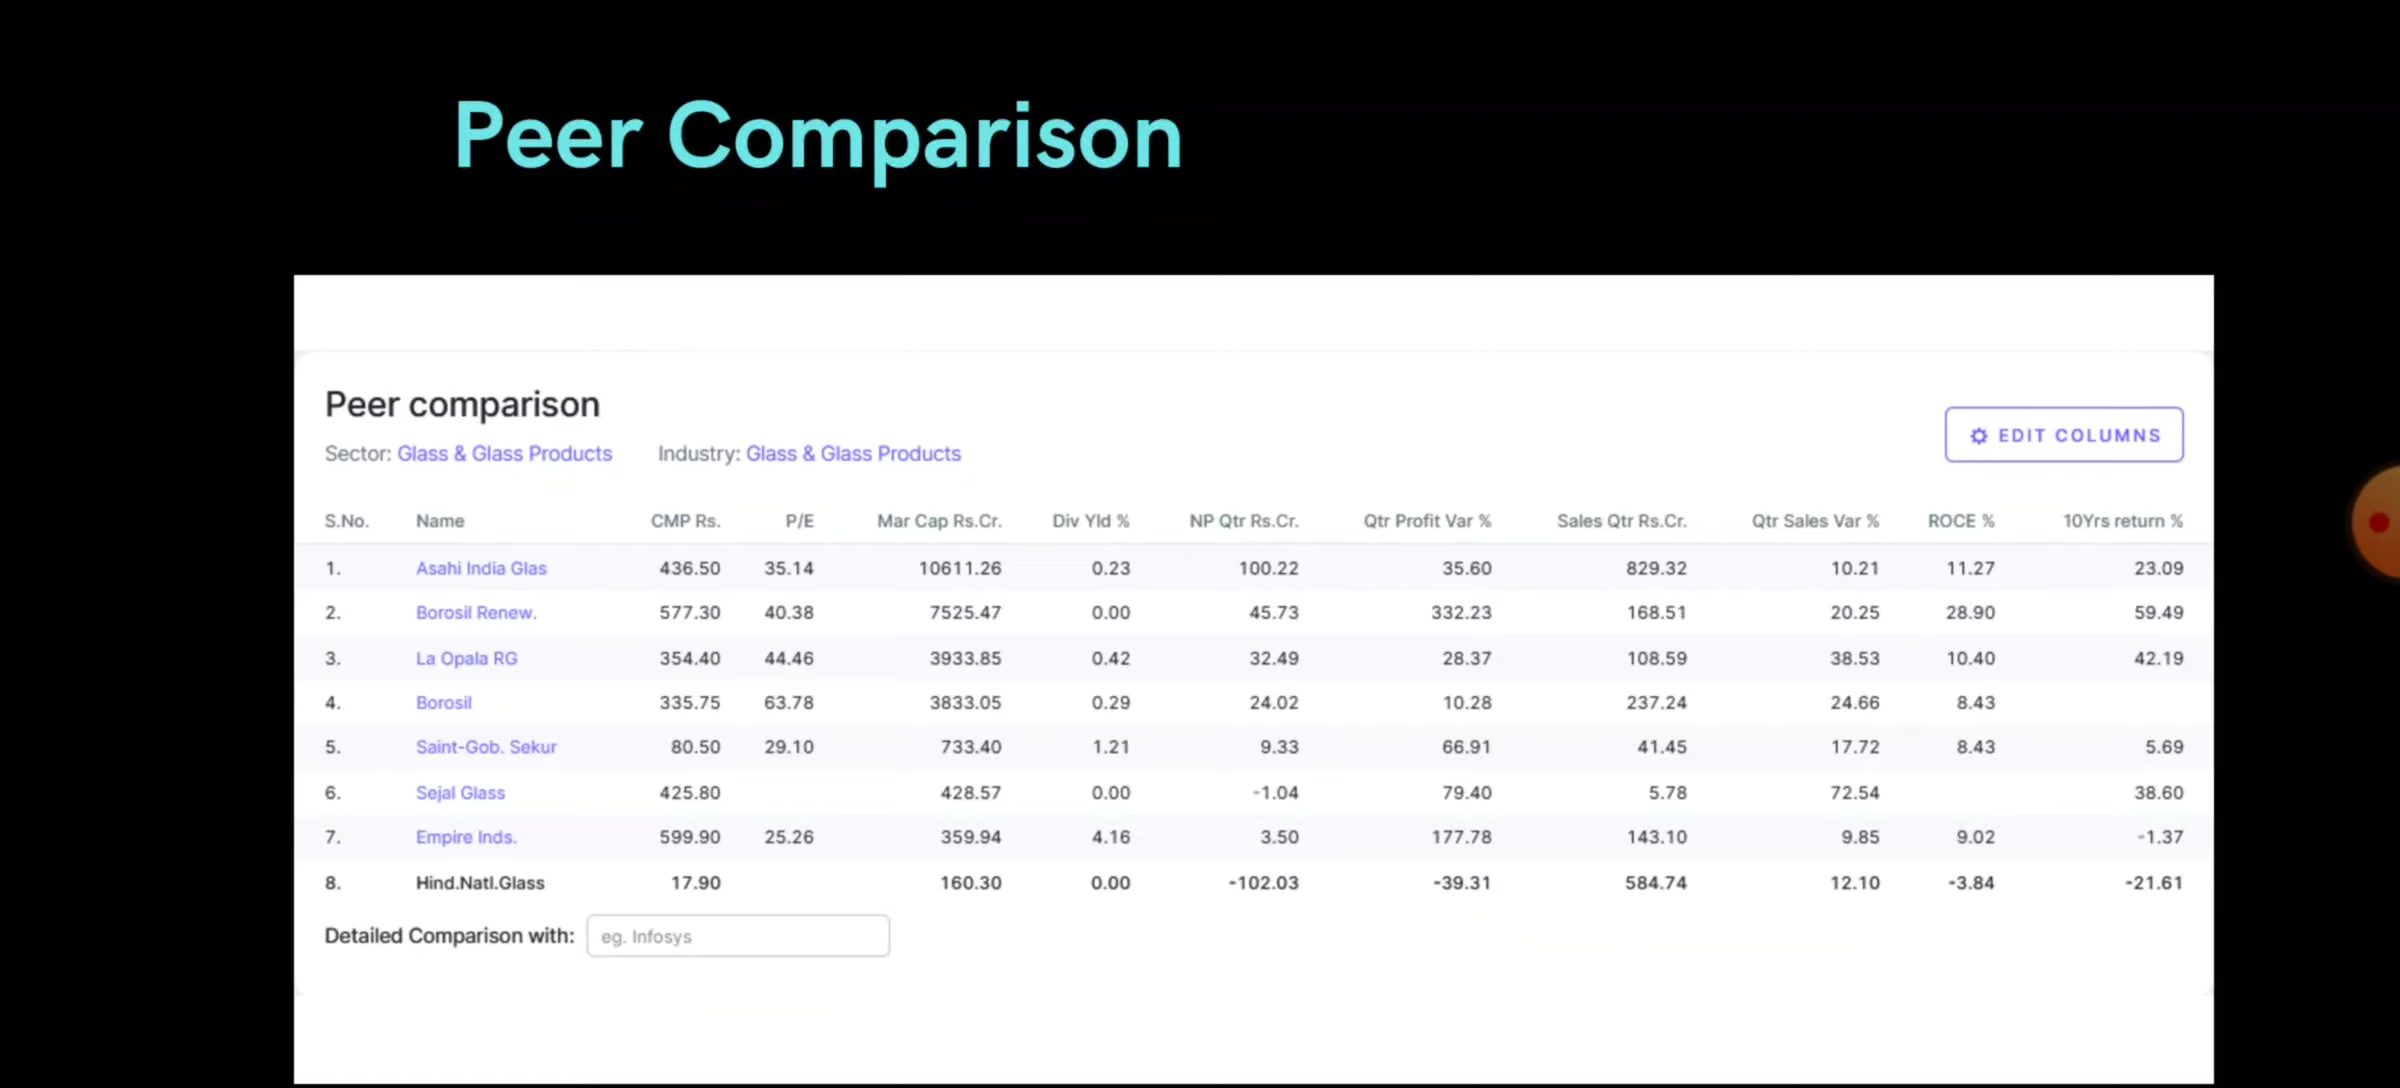 Peer Comparison
Peer comparison
EDIT COLUMNS
Sector: Glass & Glass Products Industry: Glass & Glass Products
S.No. Name CMP Rs. P/E Mar Cap Rs.Cr. Div Yld % NP Qtr Rs.Cr. Qtr Profit Var % Sales Qtr Rs.Cr. Qtr Sales Var % ROCE % 10Yrs return %
1. Asahi India Glas 436.50 35.14 10611.26 0.23 100.22 35.60 829.32 10.21 11.27 23.09
2. Borosil Renew. 577.30 40.38 7525.47 0.00 45.73 332.23 168.51 20.25 28.90 59.49
3. La Opala RG 354.40 44.46 3933.85 0.42 32.49 28.37 108.59 38.53 10.40 42.19
4. Borosil 335.75 63.78 3833.05 0.29 24.02 10.28 237.24 24.66 8.43
5. Saint-Gob. Sekur 80.50 29.10 733.40 1.21 9.33 66.91 41.45 17.72 8.43 5.69
6. Sejal Glass 425.80 428.57 0.00 -1.04 79.40 5.78 72.54 38.60
7. Empire Inds. 599.90 25.26 359.94 4.16 3.50 177.78 143.10 9.85 9.02 -1.37
8. Hind.Natl.Glass 17.90 160.30 0.00 -102.03 -39.31 584.74 12.10 -3.84 -21.61
Detailed Comparison with: eg. Infosys